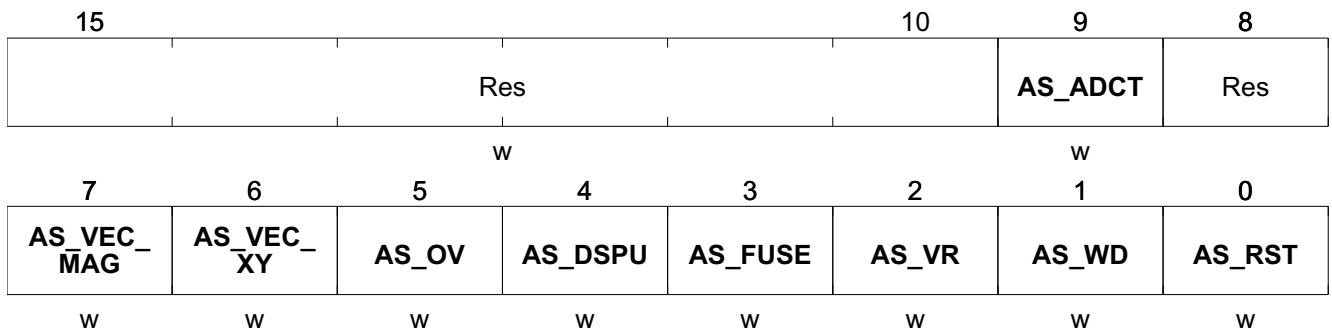 15 10 9 8
Res AS_ADCT Res
w w
7 6 5 4 3 2 1 0
AS_VEC_ AS_VEC_ AS_OV AS_DSPU AS_FUSE AS_VR AS_WD AS_RST
MAG XY
w w w w w w w w